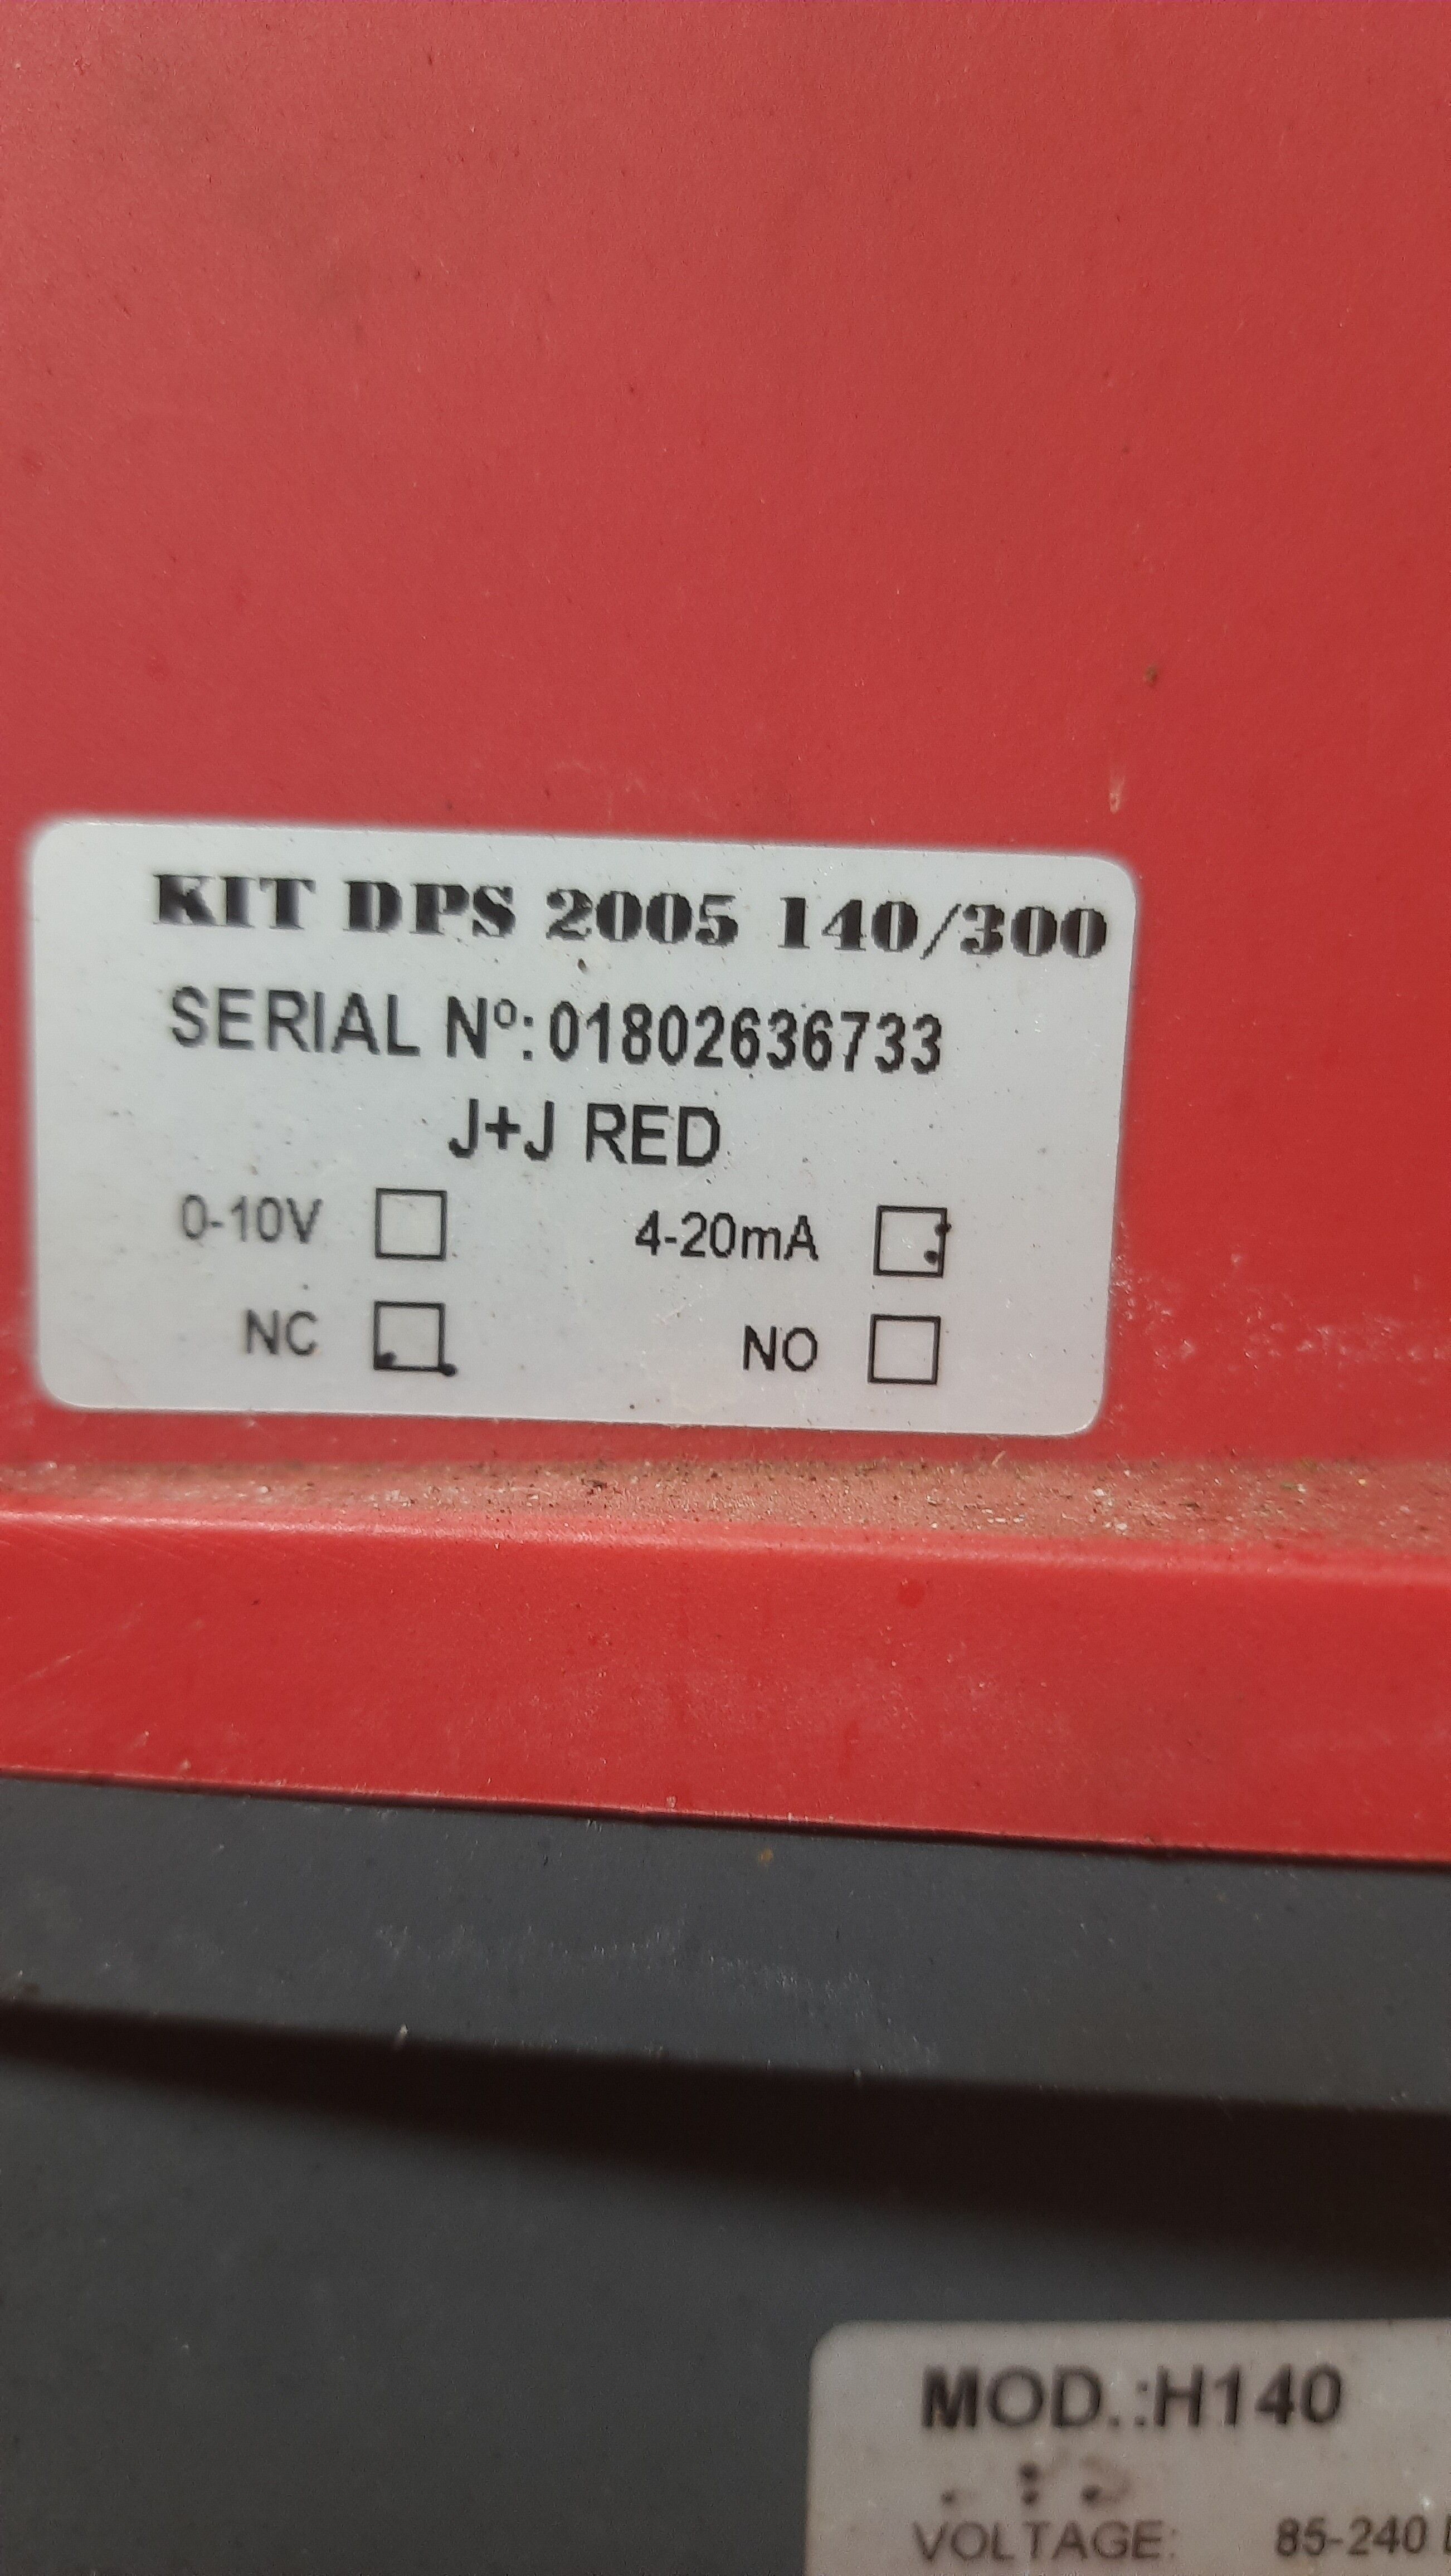 KIT DPS 2005 140/300
SERIAL Nº: 01802636733
J+J RED
0-10V 4-20mA
NC NO
MOD.:H140
VOLTAGE: 85-240